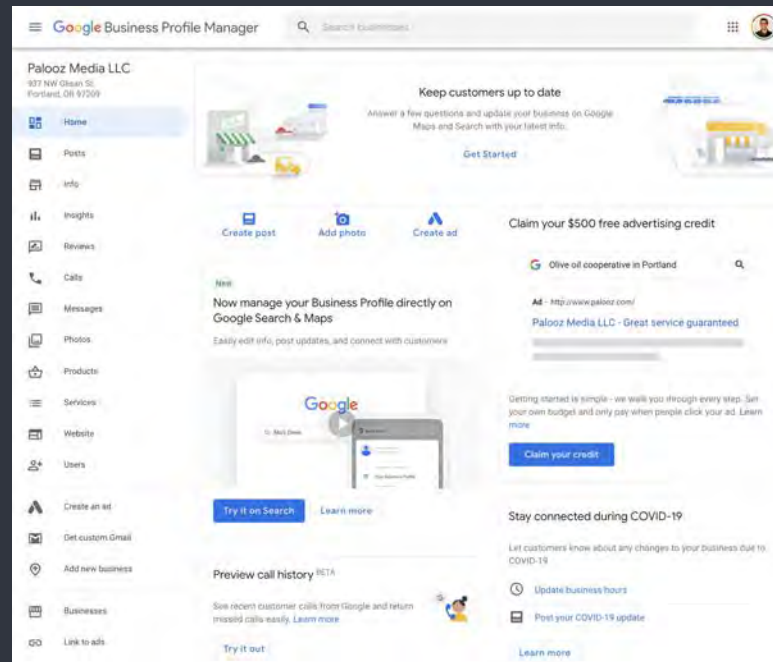 Google Business Profile Manager
Search businesses
Palooz Media LLC
937 NW Glisan St,
Portland, OR 97209
Home
Posts
Info
Insights
Reviews
Calls
Messages
Photos
Products
Services
Website
Users
Create an ad
Get custom Gmail
Add new business
Businesses
Link to ads
Keep customers up to date
Answer a few questions and update your business on Google
Maps and Search with your latest info.
Get Started
Create post
Add photo
Create ad
New
Now manage your Business Profile directly on
Google Search & Maps
Easily edit info, post updates, and connect with customers
Google
Try it on Search
Learn more
Preview call history BETA
See recent customer calls from Google and return
missed calls easily. Learn more
Try it out
Claim your $500 free advertising credit
Olive oil cooperative in Portland
Ad - http://www.palooz.com/
Palooz Media LLC - Great service guaranteed
Getting started is simple - we walk you through every step. Set
your own budget and only pay when people click your ad. Learn
more
Claim your credit
Stay connected during COVID-19
Let customers know about any changes to your business due to
COVID-19
Update business hours
Post your COVID-19 update
Learn more